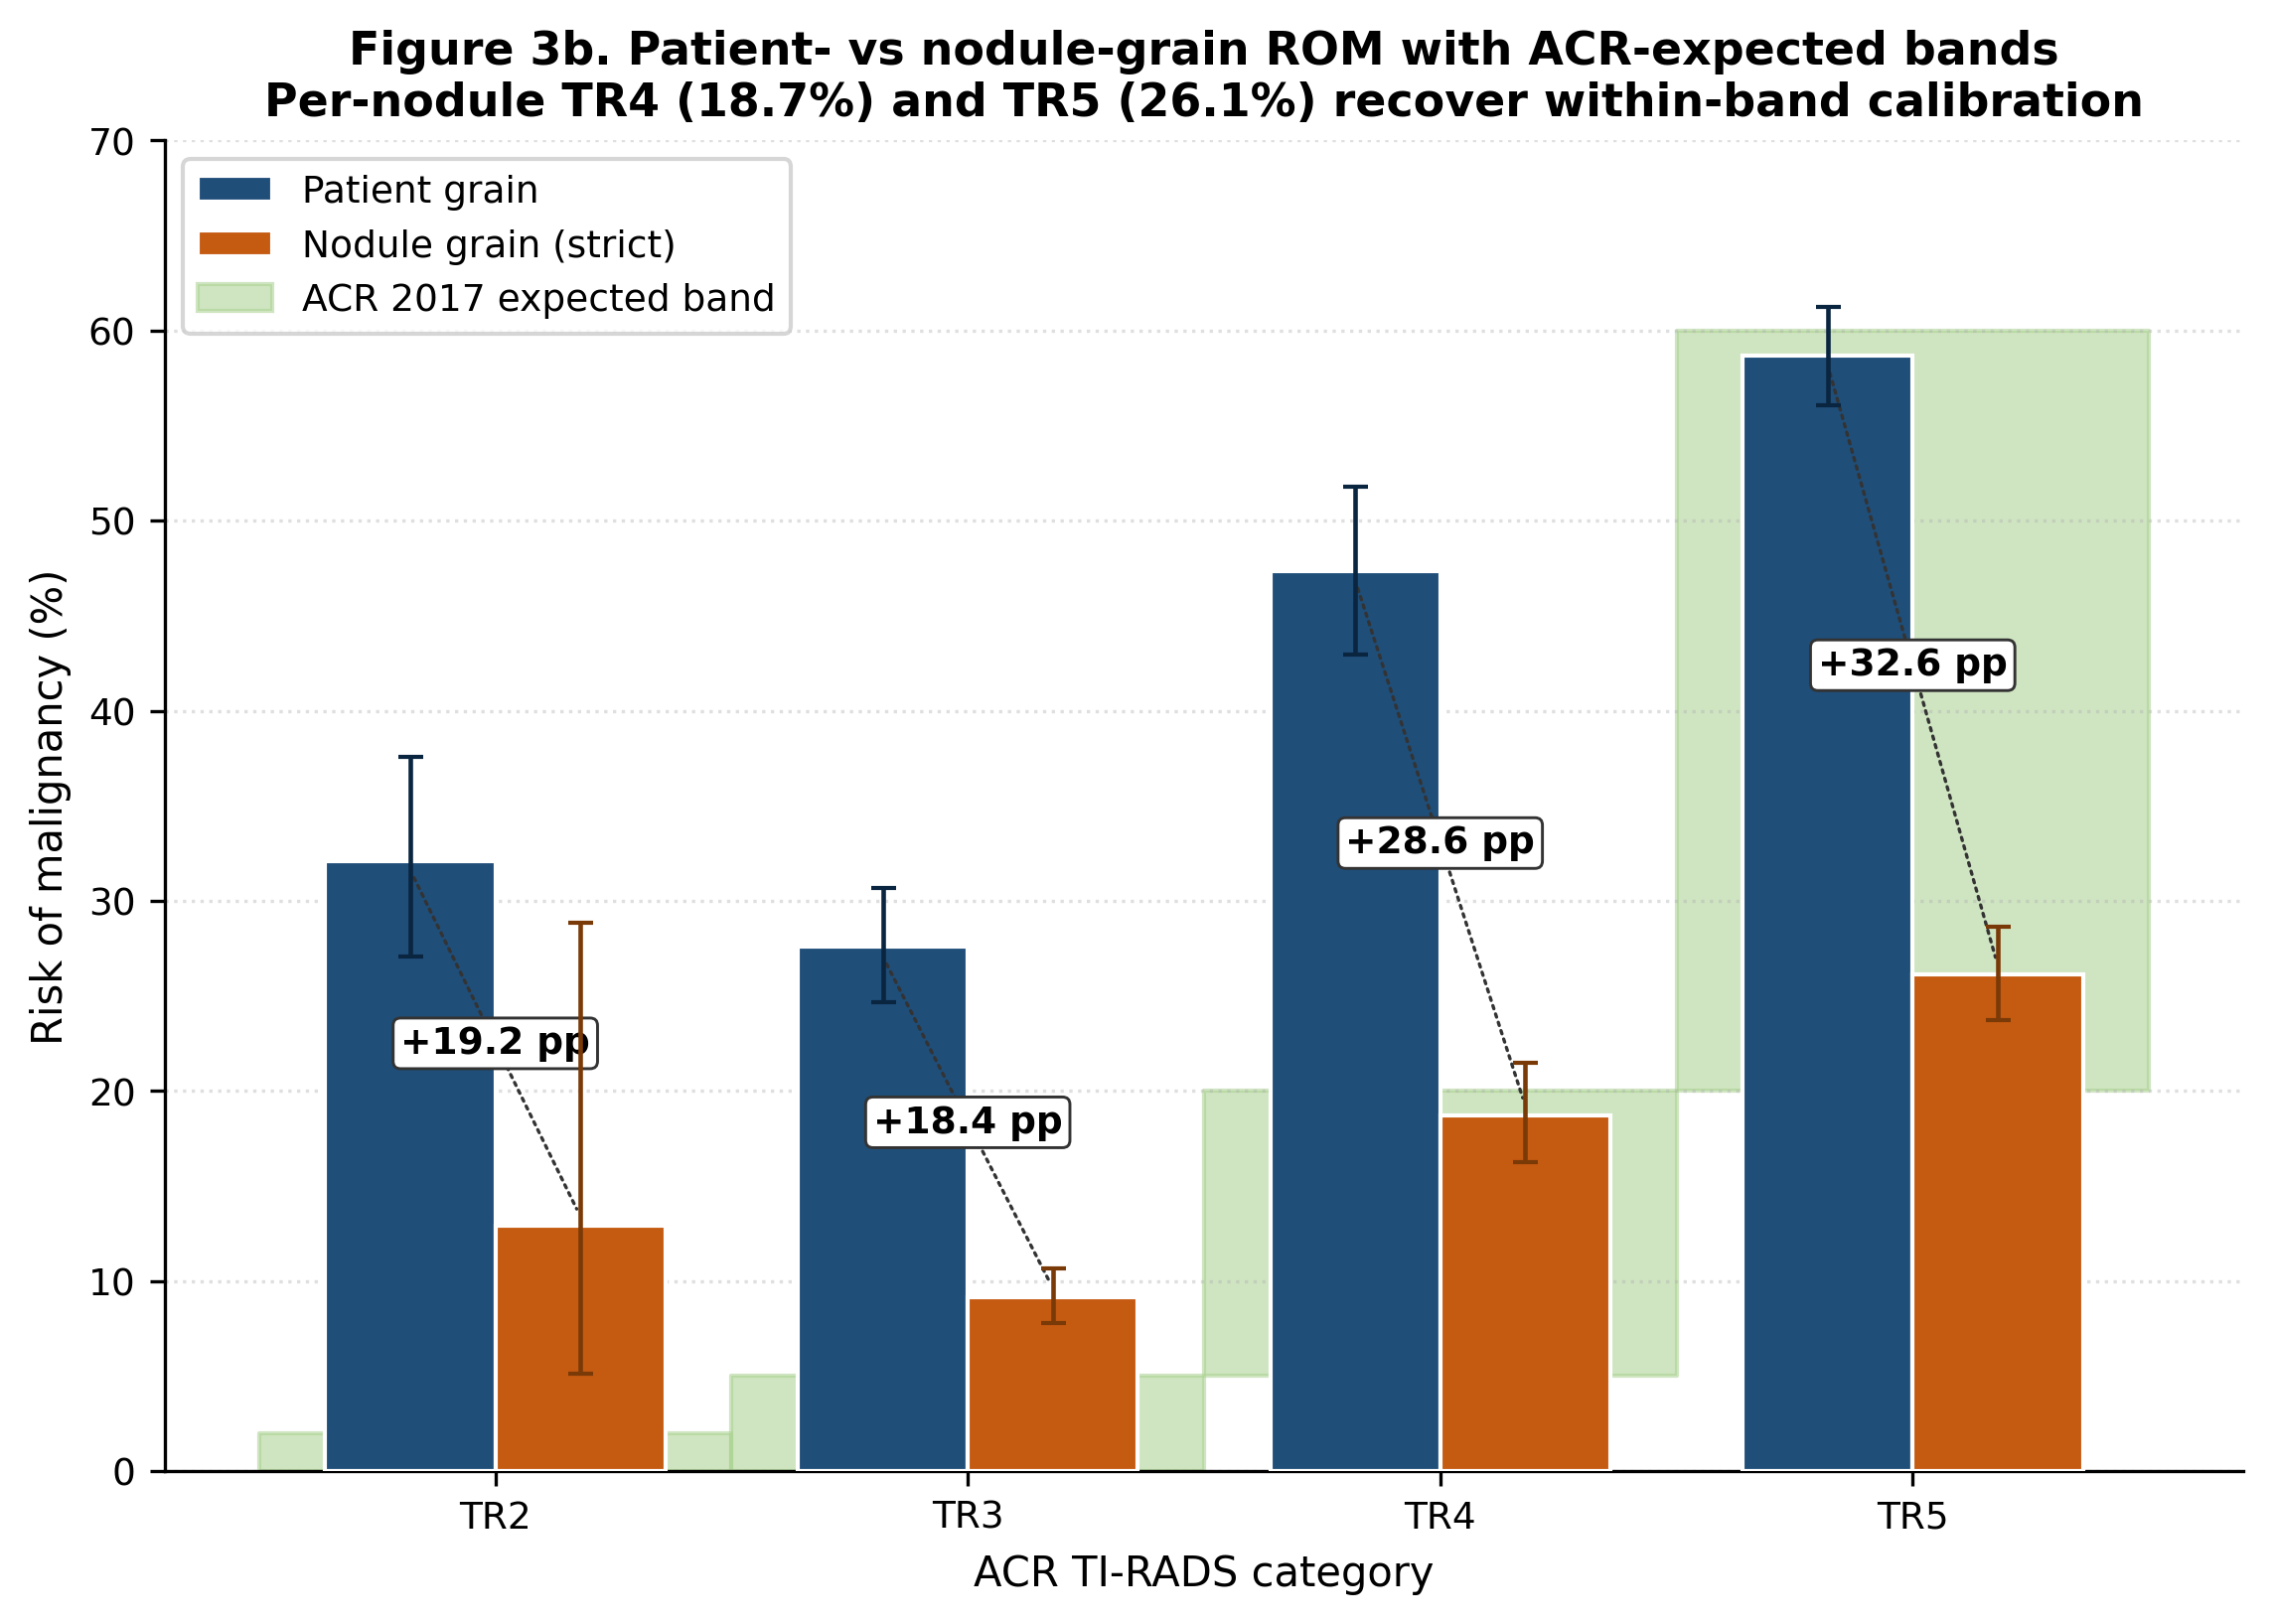 Figure 3b. Patient- vs nodule-grain ROM with ACR-expected bands
Per-nodule TR4 (18.7%) and TR5 (26.1%) recover within-band calibration
Patient grain
Nodule grain (strict)
ACR 2017 expected band
Risk of malignancy (%)
70
60
50
40
30
20
10
0
+19.2 pp
+18.4 pp
+28.6 pp
+32.6 pp
TR2
TR3
TR4
TR5
ACR TI-RADS category